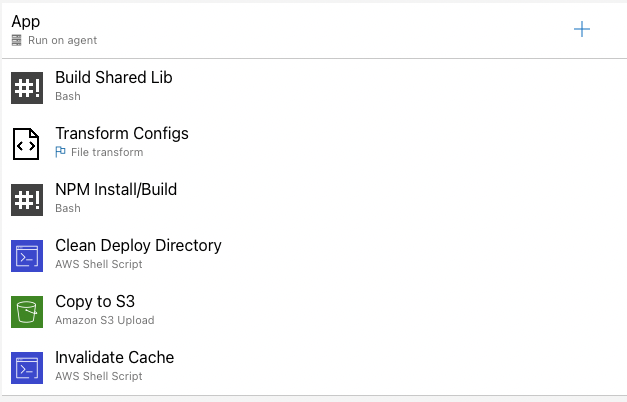 App
Run on agent
#!
Build Shared Lib
Bash
Transform Configs
File transform
#!
NPM Install/Build
Bash
Clean Deploy Directory
AWS Shell Script
Copy to S3
Amazon S3 Upload
Invalidate Cache
AWS Shell Script